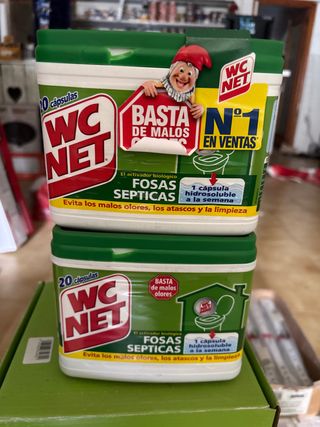 20 cápsulas
WC
NET
BASTA
DE MALOS
WC
NET
Nº1
EN VENTAS
El activador biológico
FOSAS
SEPTICAS
1 cápsula
hidrosoluble
a la semana
Evita los malos olores, los atascos y la limpieza
20 cápsulas
WC
NET
BASTA
de malos
olores
El activador biológico
FOSAS
SEPTICAS
1 cápsula
hidrosoluble
a la semana
Evita los malos olores, los atascos y la limpieza